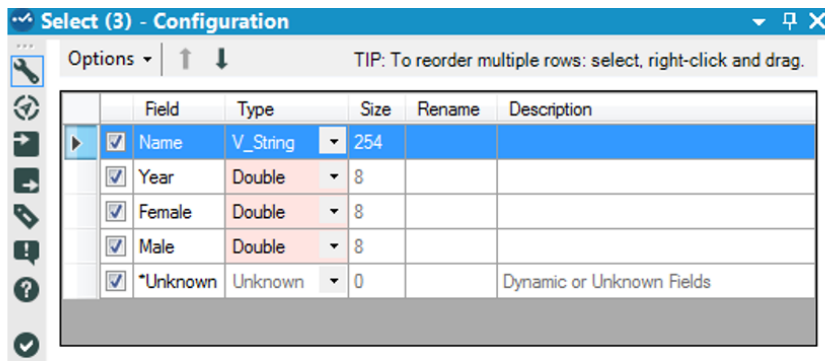 Select (3) - Configuration
Options TIP: To reorder multiple rows: select, right-click and drag.
Field Type Size Rename Description
Name V_String 254
Year Double 8
Female Double 8
Male Double 8
*Unknown Unknown 0 Dynamic or Unknown Fields